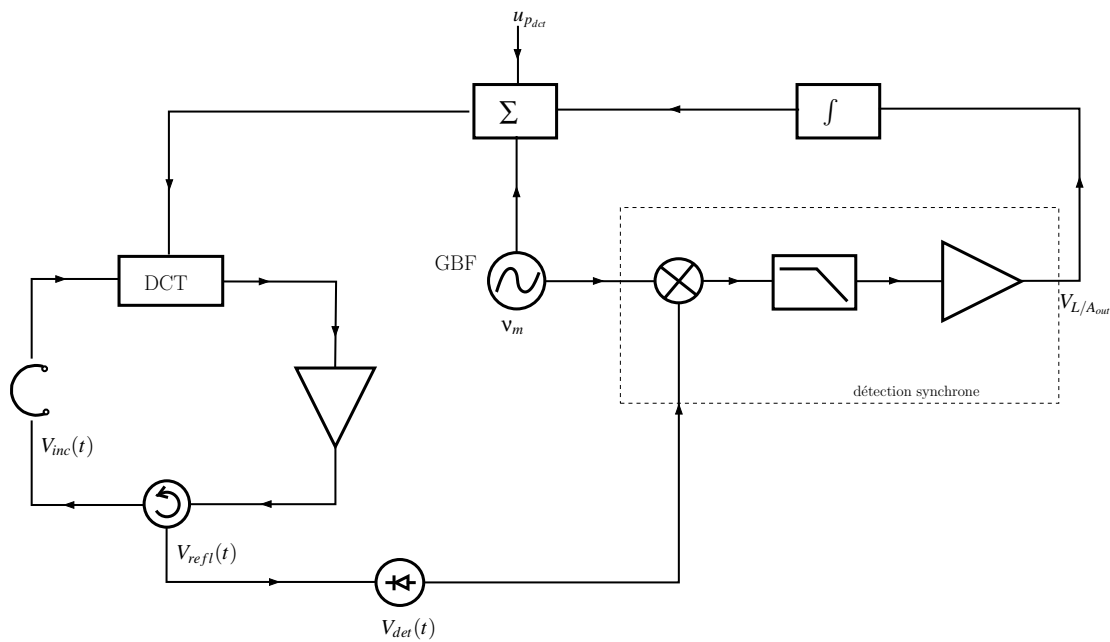 u_{p_{dct}}
Σ
∫
GBF
DCT
ν_m
V_{L/A_{out}}
détection synchrone
V_{inc}(t)
V_{refl}(t)
V_{det}(t)